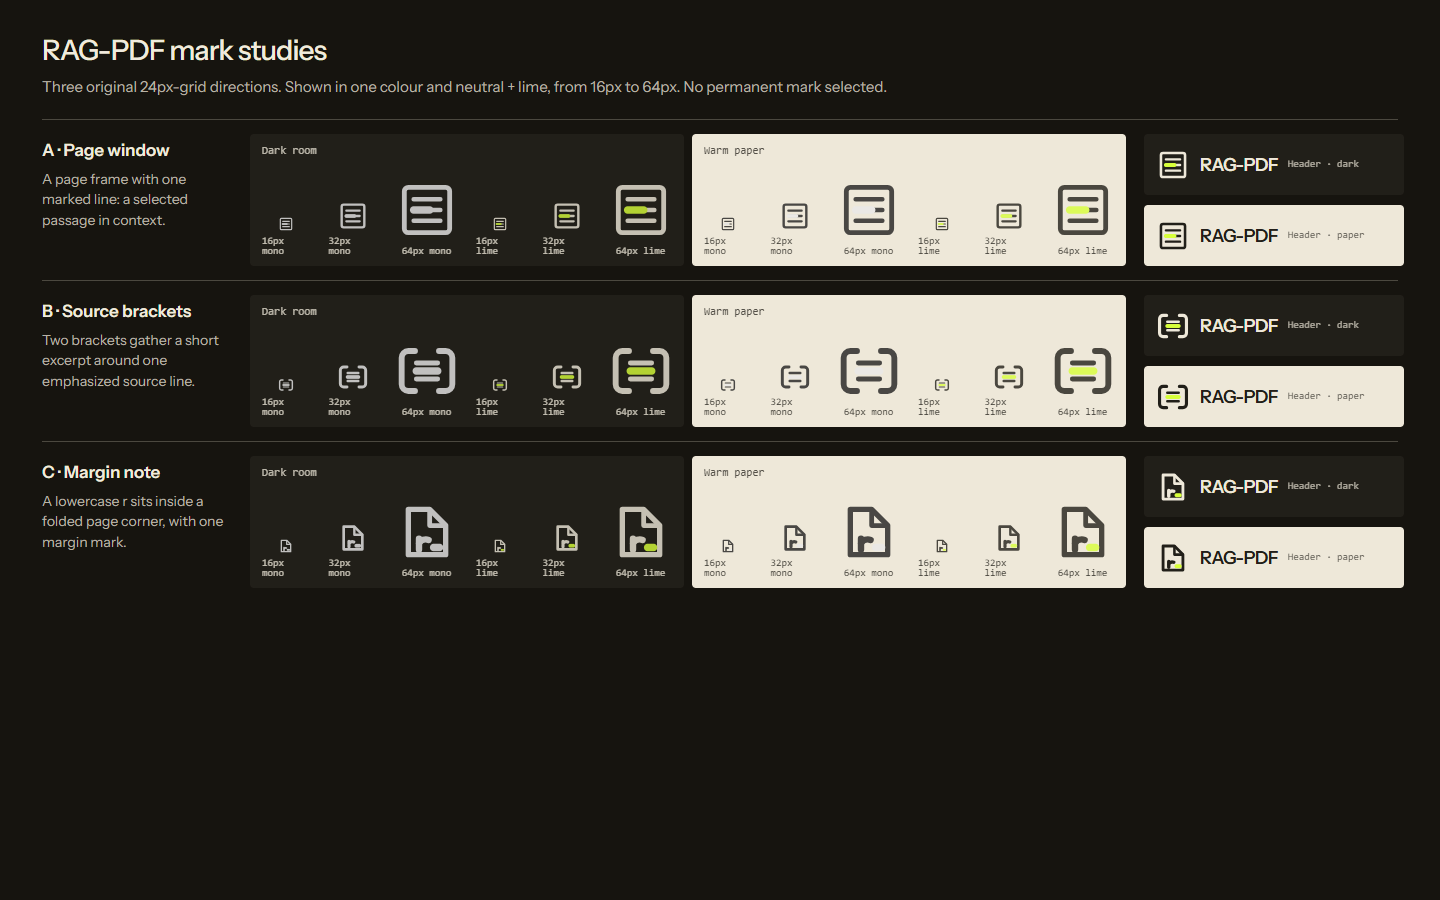 RAG-PDF mark studies
Three original 24px-grid directions. Shown in one colour and neutral + lime, from 16px to 64px. No permanent mark selected.
A · Page window
A page frame with one
marked line: a selected
passage in context.
Dark room
16px mono
32px mono
64px mono
16px lime
32px lime
64px lime
Warm paper
16px mono
32px mono
64px mono
16px lime
32px lime
64px lime
RAG-PDF Header · dark
RAG-PDF Header · paper
B · Source brackets
Two brackets gather a short
excerpt around one
emphasized source line.
Dark room
16px mono
32px mono
64px mono
16px lime
32px lime
64px lime
Warm paper
16px mono
32px mono
64px mono
16px lime
32px lime
64px lime
RAG-PDF Header · dark
RAG-PDF Header · paper
C · Margin note
A lowercase r sits inside a
folded page corner, with one
margin mark.
Dark room
16px mono
32px mono
64px mono
16px lime
32px lime
64px lime
Warm paper
16px mono
32px mono
64px mono
16px lime
32px lime
64px lime
RAG-PDF Header · dark
RAG-PDF Header · paper